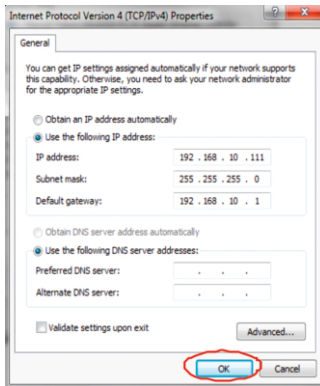 Internet Protocol Version 4 (TCP/IPv4) Properties
General
You can get IP settings assigned automatically if your network supports
this capability. Otherwise, you need to ask your network administrator
for the appropriate IP settings.
Obtain an IP address automatically
Use the following IP address:
IP address: 192 . 168 . 10 . 111
Subnet mask: 255 . 255 . 255 . 0
Default gateway: 192 . 168 . 10 . 1
Obtain DNS server address automatically
Use the following DNS server addresses:
Preferred DNS server: . . .
Alternate DNS server: . . .
Validate settings upon exit
Advanced...
OK Cancel